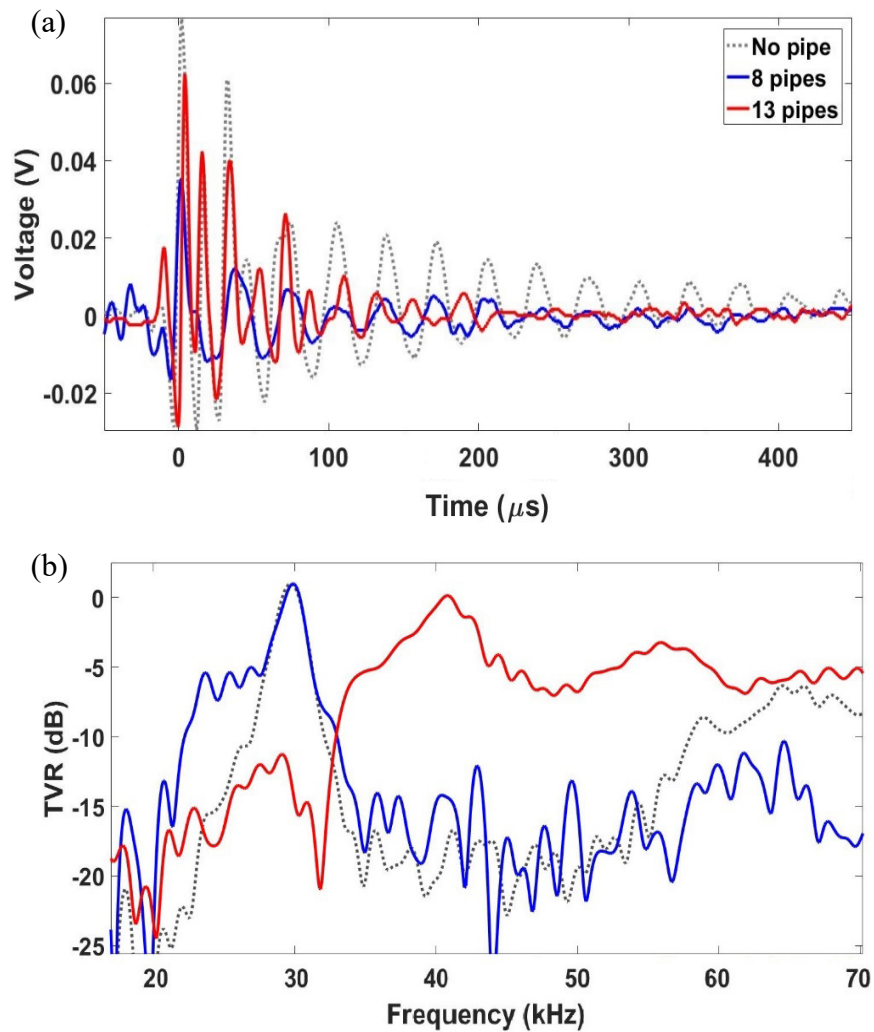 (a)
No pipe
8 pipes
13 pipes
0.06
0.04
0.02
0
-0.02
Voltage (V)
0 100 200 300 400
Time (μs)
(b)
0
-5
-10
-15
-20
-25
TVR (dB)
20 30 40 50 60 70
Frequency (kHz)